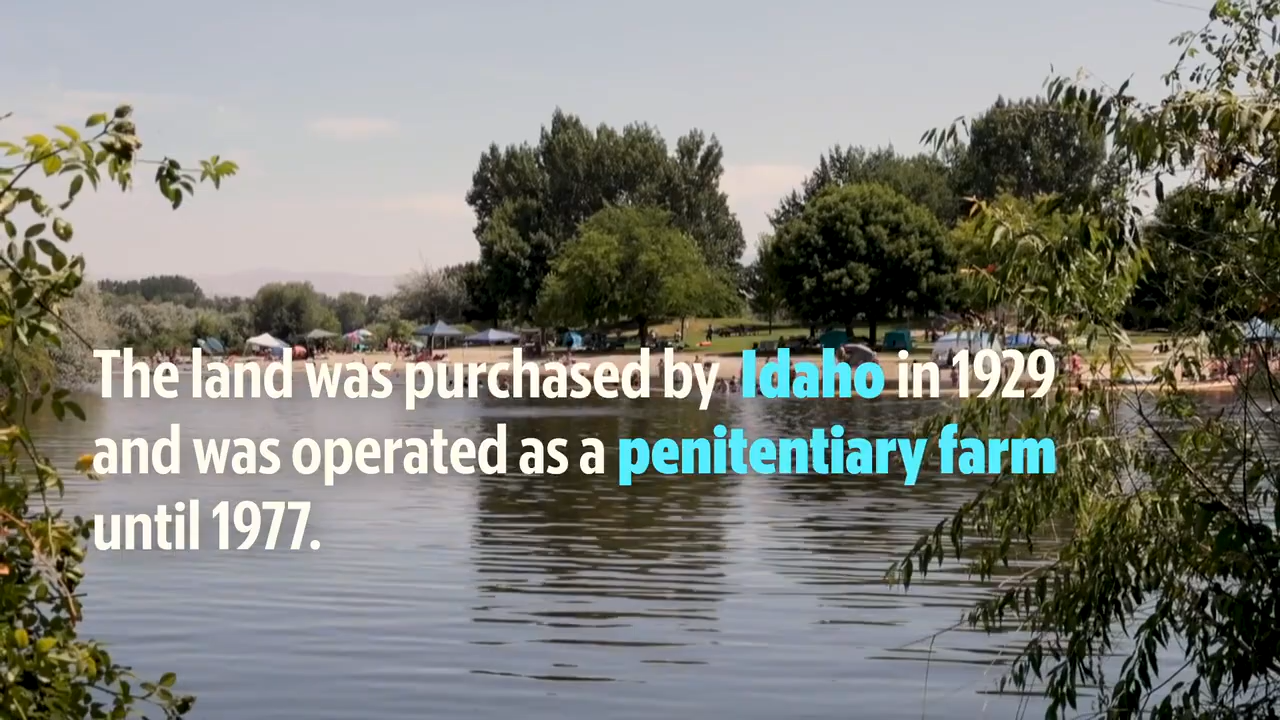 The land was purchased by Idaho in 1929
and was operated as a penitentiary farm
until 1977.